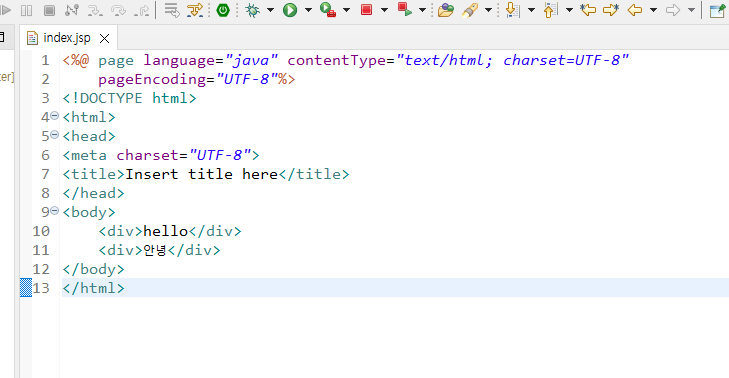 index.jsp
ter]
1 <%@ page language="java" contentType="text/html; charset=UTF-8"
2     pageEncoding="UTF-8"%>
3 <!DOCTYPE html>
4 <html>
5 <head>
6 <meta charset="UTF-8">
7 <title>Insert title here</title>
8 </head>
9 <body>
10     <div>hello</div>
11     <div>안녕</div>
12 </body>
13 </html>